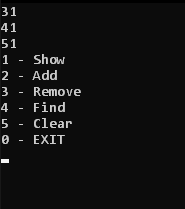 31
41
51
1 - Show
2 - Add
3 - Remove
4 - Find
5 - Clear
0 - EXIT